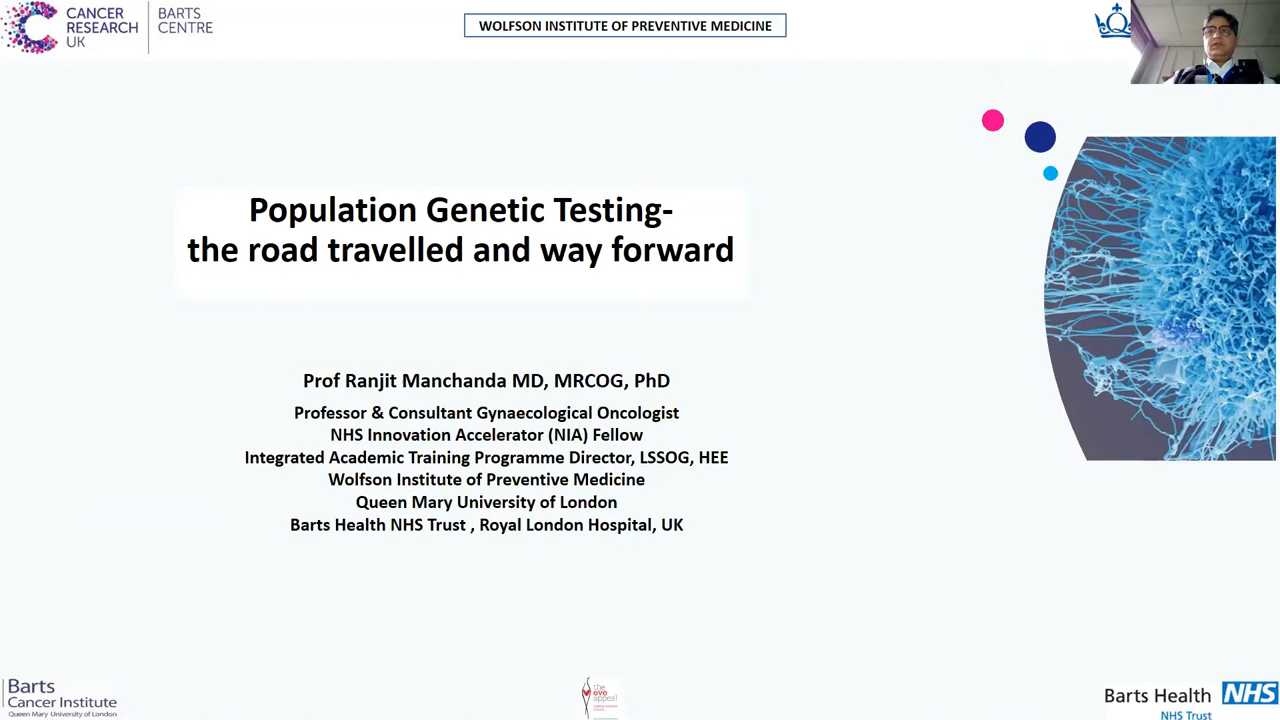 CANCER
RESEARCH
UK
BARTS
CENTRE
WOLFSON INSTITUTE OF PREVENTIVE MEDICINE
Population Genetic Testing-
the road travelled and way forward
Prof Ranjit Manchanda MD, MRCOG, PhD
Professor & Consultant Gynaecological Oncologist
NHS Innovation Accelerator (NIA) Fellow
Integrated Academic Training Programme Director, LSSOG, HEE
Wolfson Institute of Preventive Medicine
Queen Mary University of London
Barts Health NHS Trust , Royal London Hospital, UK
Barts
Cancer Institute
Queen Mary University of London
the
eve
appeal
Barts Health NHS
NHS Trust